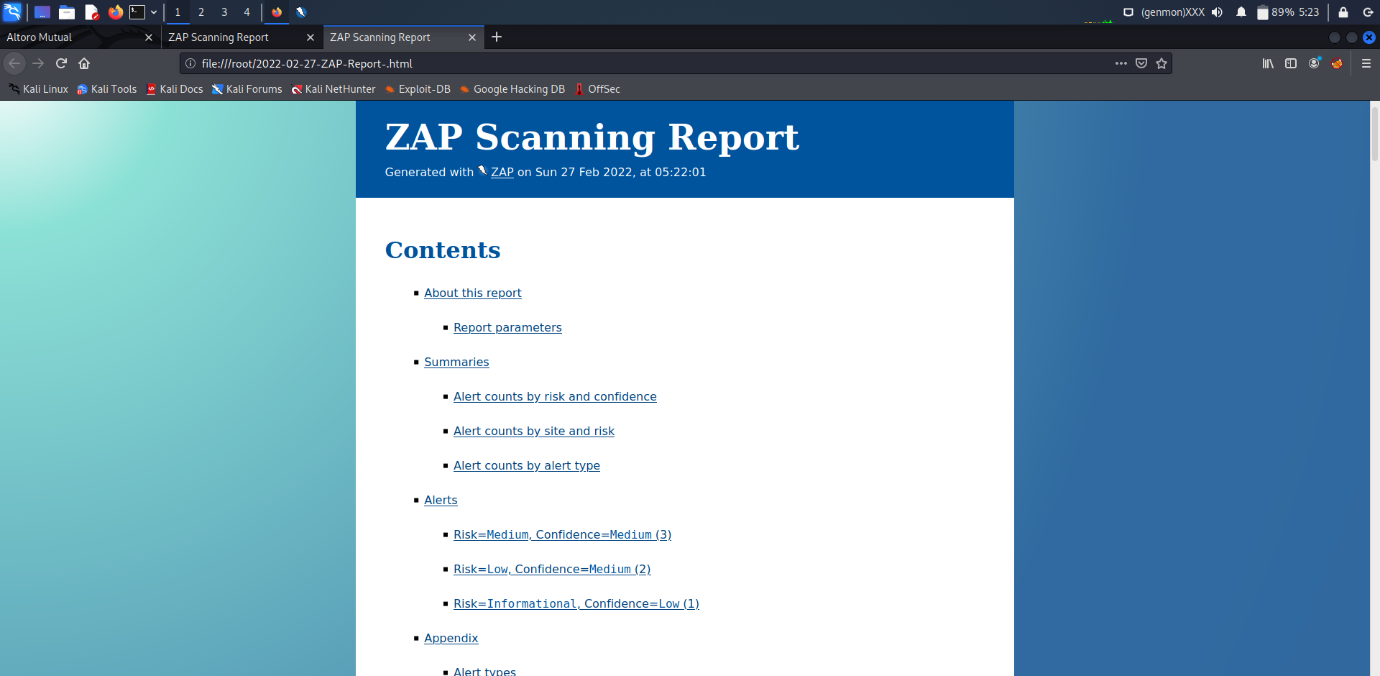 1 2 3 4
(genmon)XXX
89% 5:23
Altoro Mutual
ZAP Scanning Report
ZAP Scanning Report
file:///root/2022-02-27-ZAP-Report-.html
Kali Linux
Kali Tools
Kali Docs
Kali Forums
Kali NetHunter
Exploit-DB
Google Hacking DB
OffSec
ZAP Scanning Report
Generated with ZAP on Sun 27 Feb 2022, at 05:22:01
Contents
About this report
Report parameters
Summaries
Alert counts by risk and confidence
Alert counts by site and risk
Alert counts by alert type
Alerts
Risk=Medium, Confidence=Medium (3)
Risk=Low, Confidence=Medium (2)
Risk=Informational, Confidence=Low (1)
Appendix
Alert types